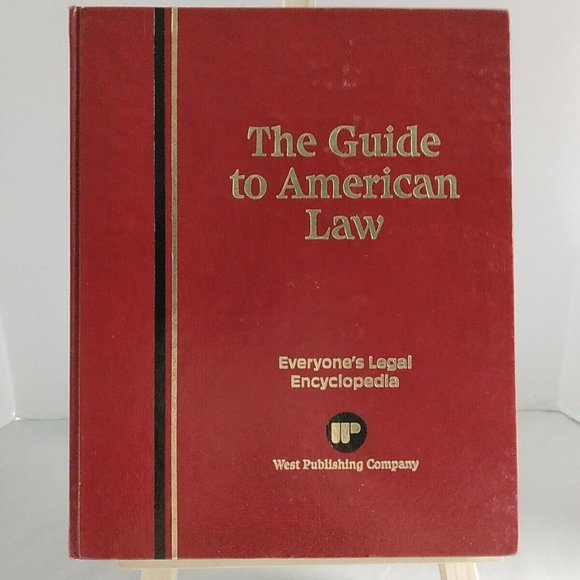 The Guide
to American
Law
Everyone's Legal
Encyclopedia
WP
West Publishing Company